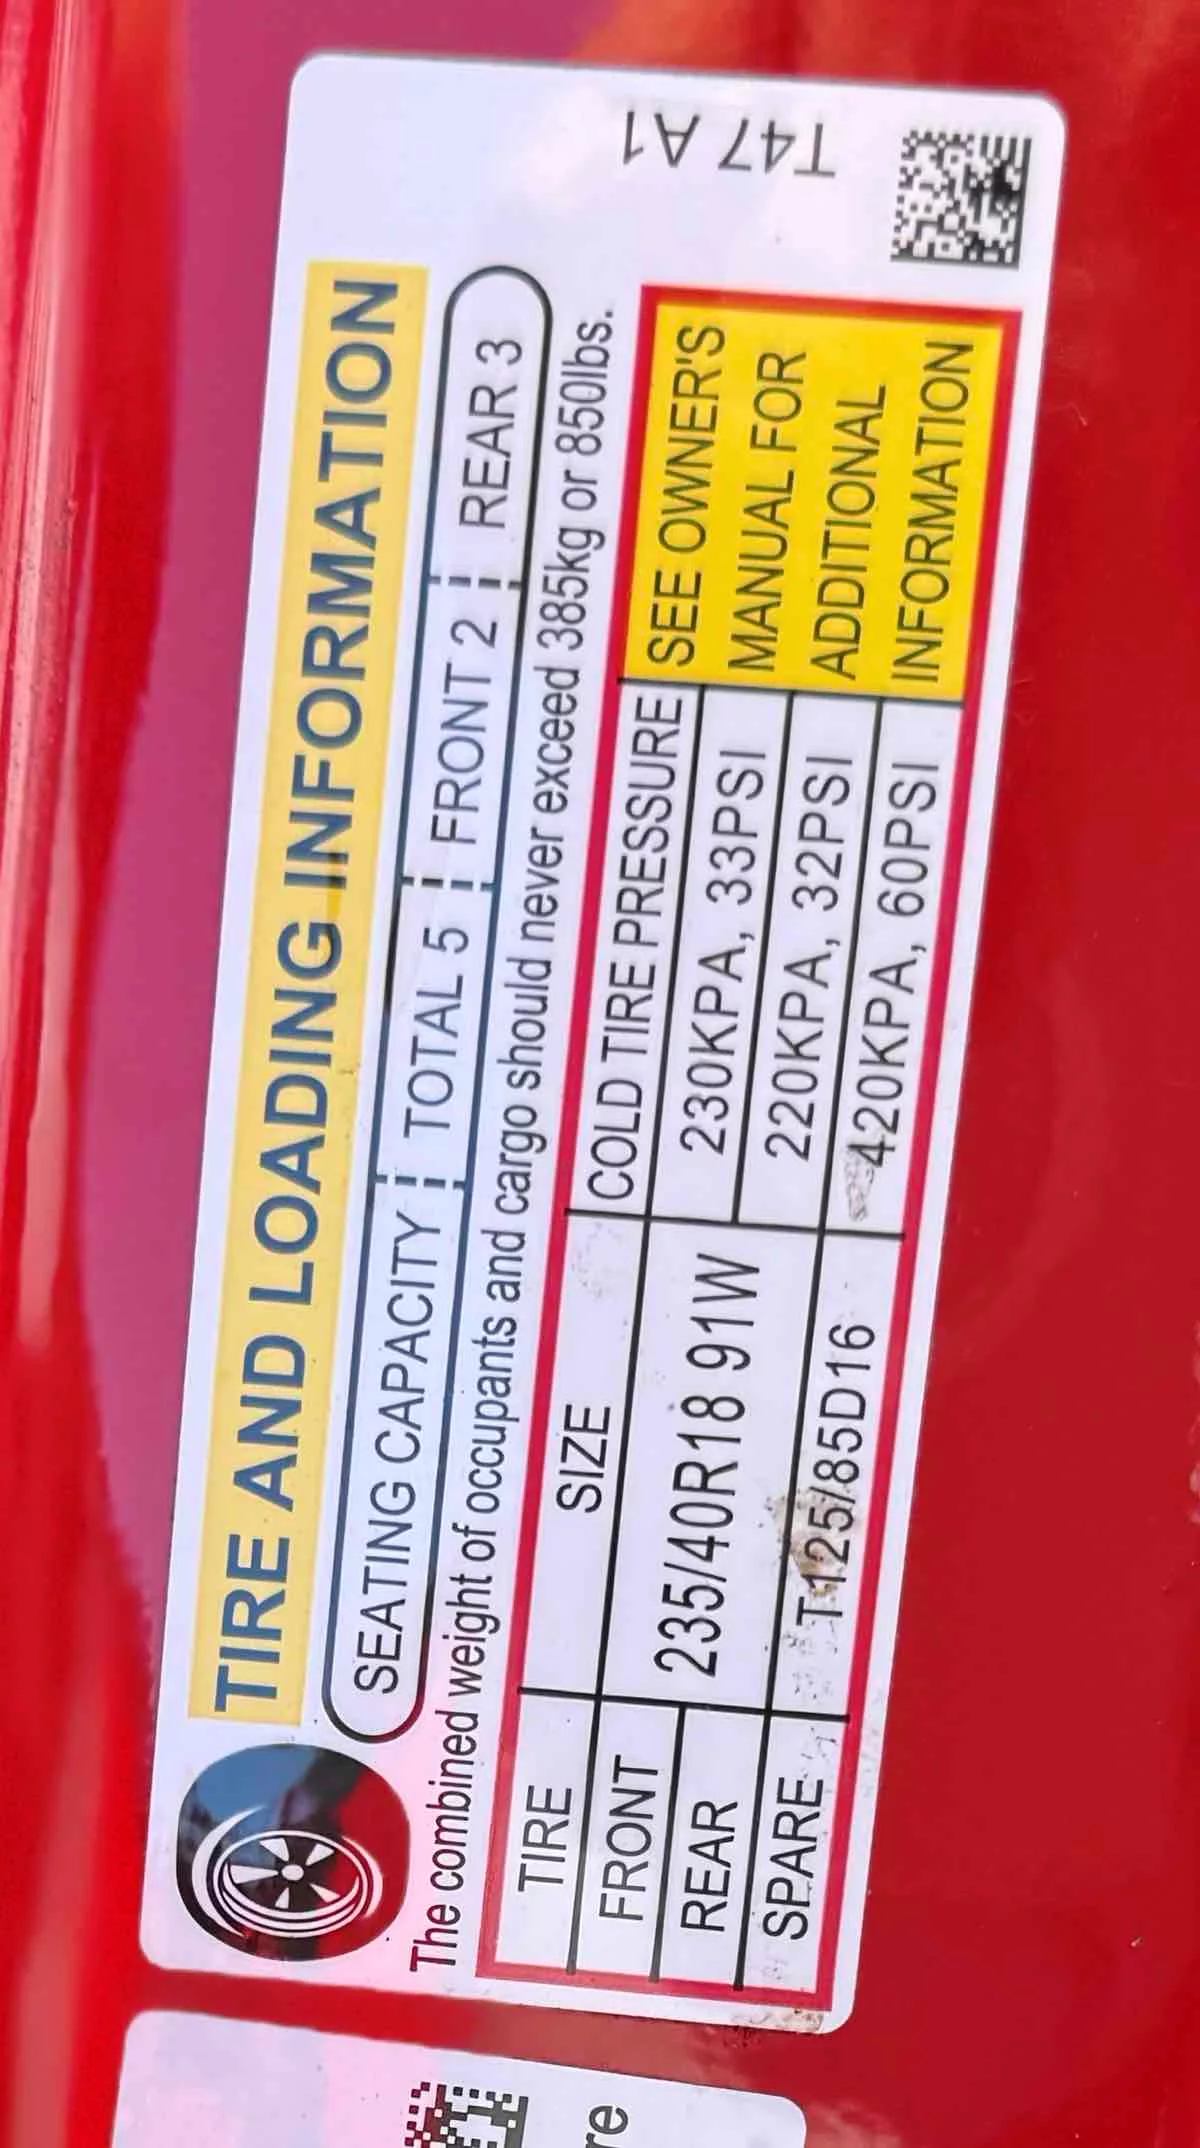 TIRE AND LOADING INFORMATION
SEATING CAPACITY TOTAL 5 FRONT 2 REAR 3
The combined weight of occupants and cargo should never exceed 385kg or 850lbs.
TIRE SIZE COLD TIRE PRESSURE
FRONT 235/40R18 91W 230KPA, 33PSI
REAR 220KPA, 32PSI
SPARE T125/85D16 420KPA, 60PSI
SEE OWNER'S
MANUAL FOR
ADDITIONAL
INFORMATION
T47 A1
re